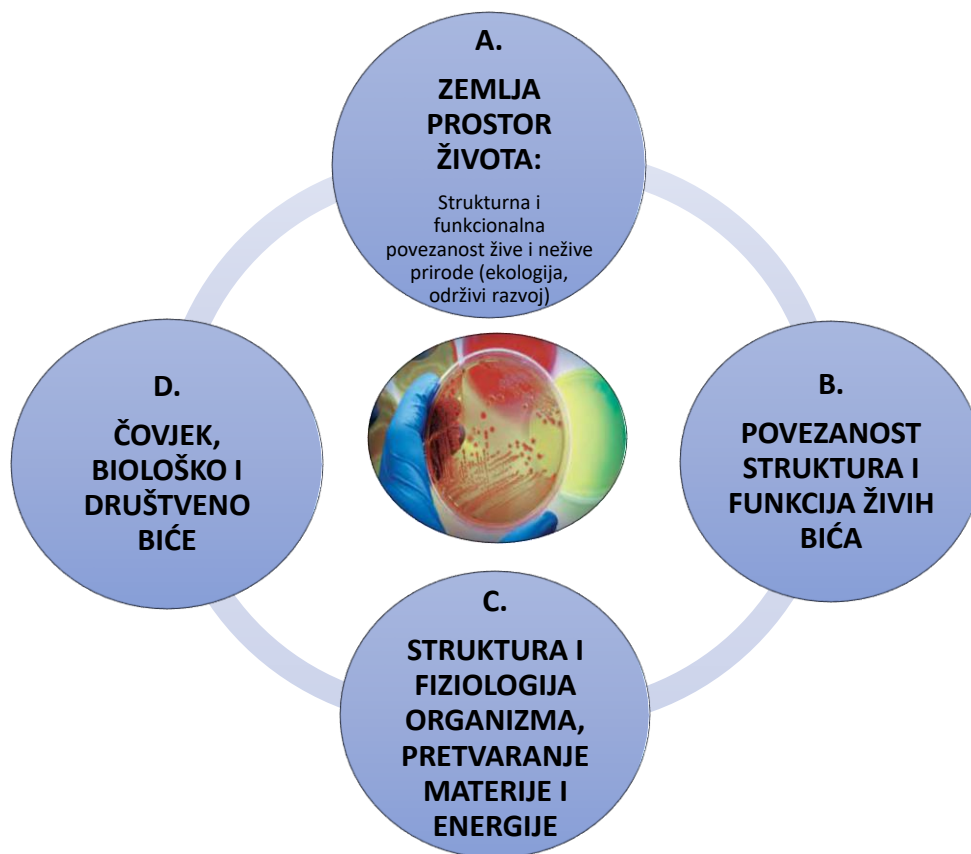 A.
ZEMLJA
PROSTOR
ŽIVOTA:
Strukturna i
funkcionalna
povezanost žive i nežive
prirode (ekologija,
održivi razvoj)
B.
POVEZANOST
STRUKTURA I
FUNKCIJA ŽIVIH
BIĆA
C.
STRUKTURA I
FIZIOLOGIJA
ORGANIZMA,
PRETVARANJE
MATERIJE I
ENERGIJE
D.
ČOVJEK,
BIOLOŠKO I
DRUŠTVENO
BIĆE